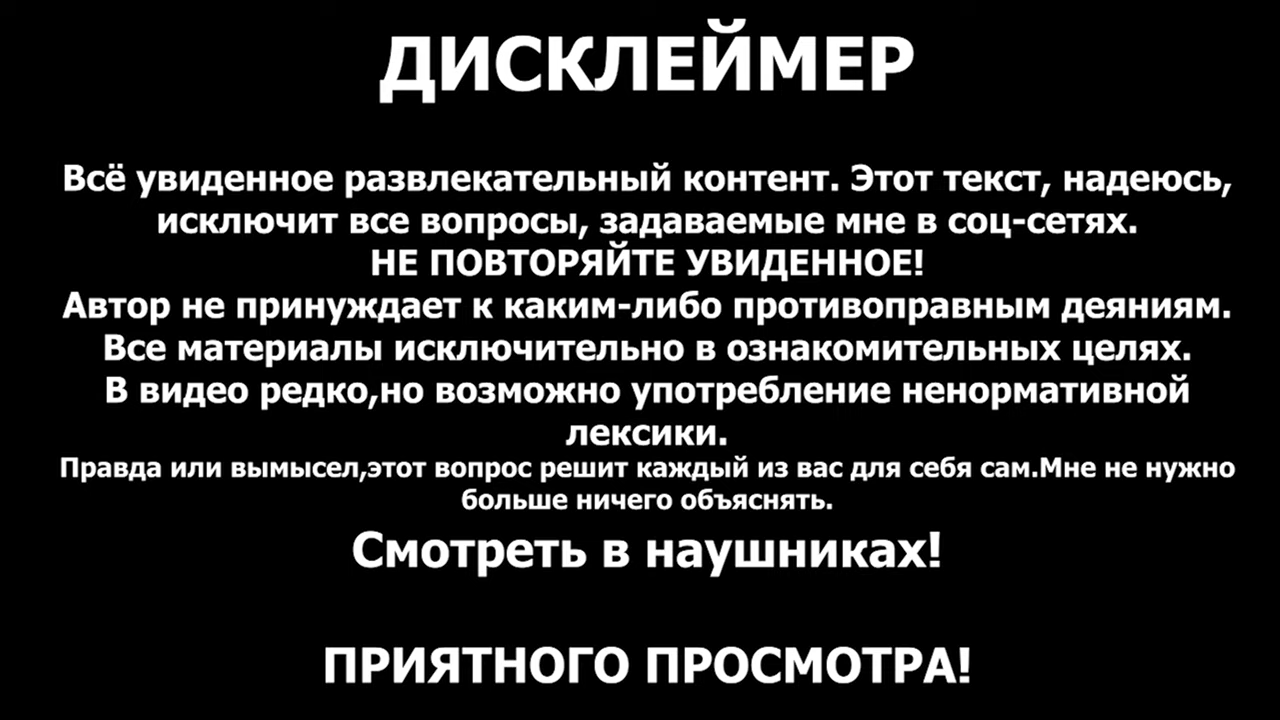 ДИСКЛЕЙМЕР
Всё увиденное развлекательный контент. Этот текст, надеюсь,
исключит все вопросы, задаваемые мне в соц-сетях.
НЕ ПОВТОРЯЙТЕ УВИДЕННОЕ!
Автор не принуждает к каким-либо противоправным деяниям.
Все материалы исключительно в ознакомительных целях.
В видео редко,но возможно употребление ненормативной
лексики.
Правда или вымысел,этот вопрос решит каждый из вас для себя сам.Мне не нужно
больше ничего объяснять.
Смотреть в наушниках!
ПРИЯТНОГО ПРОСМОТРА!